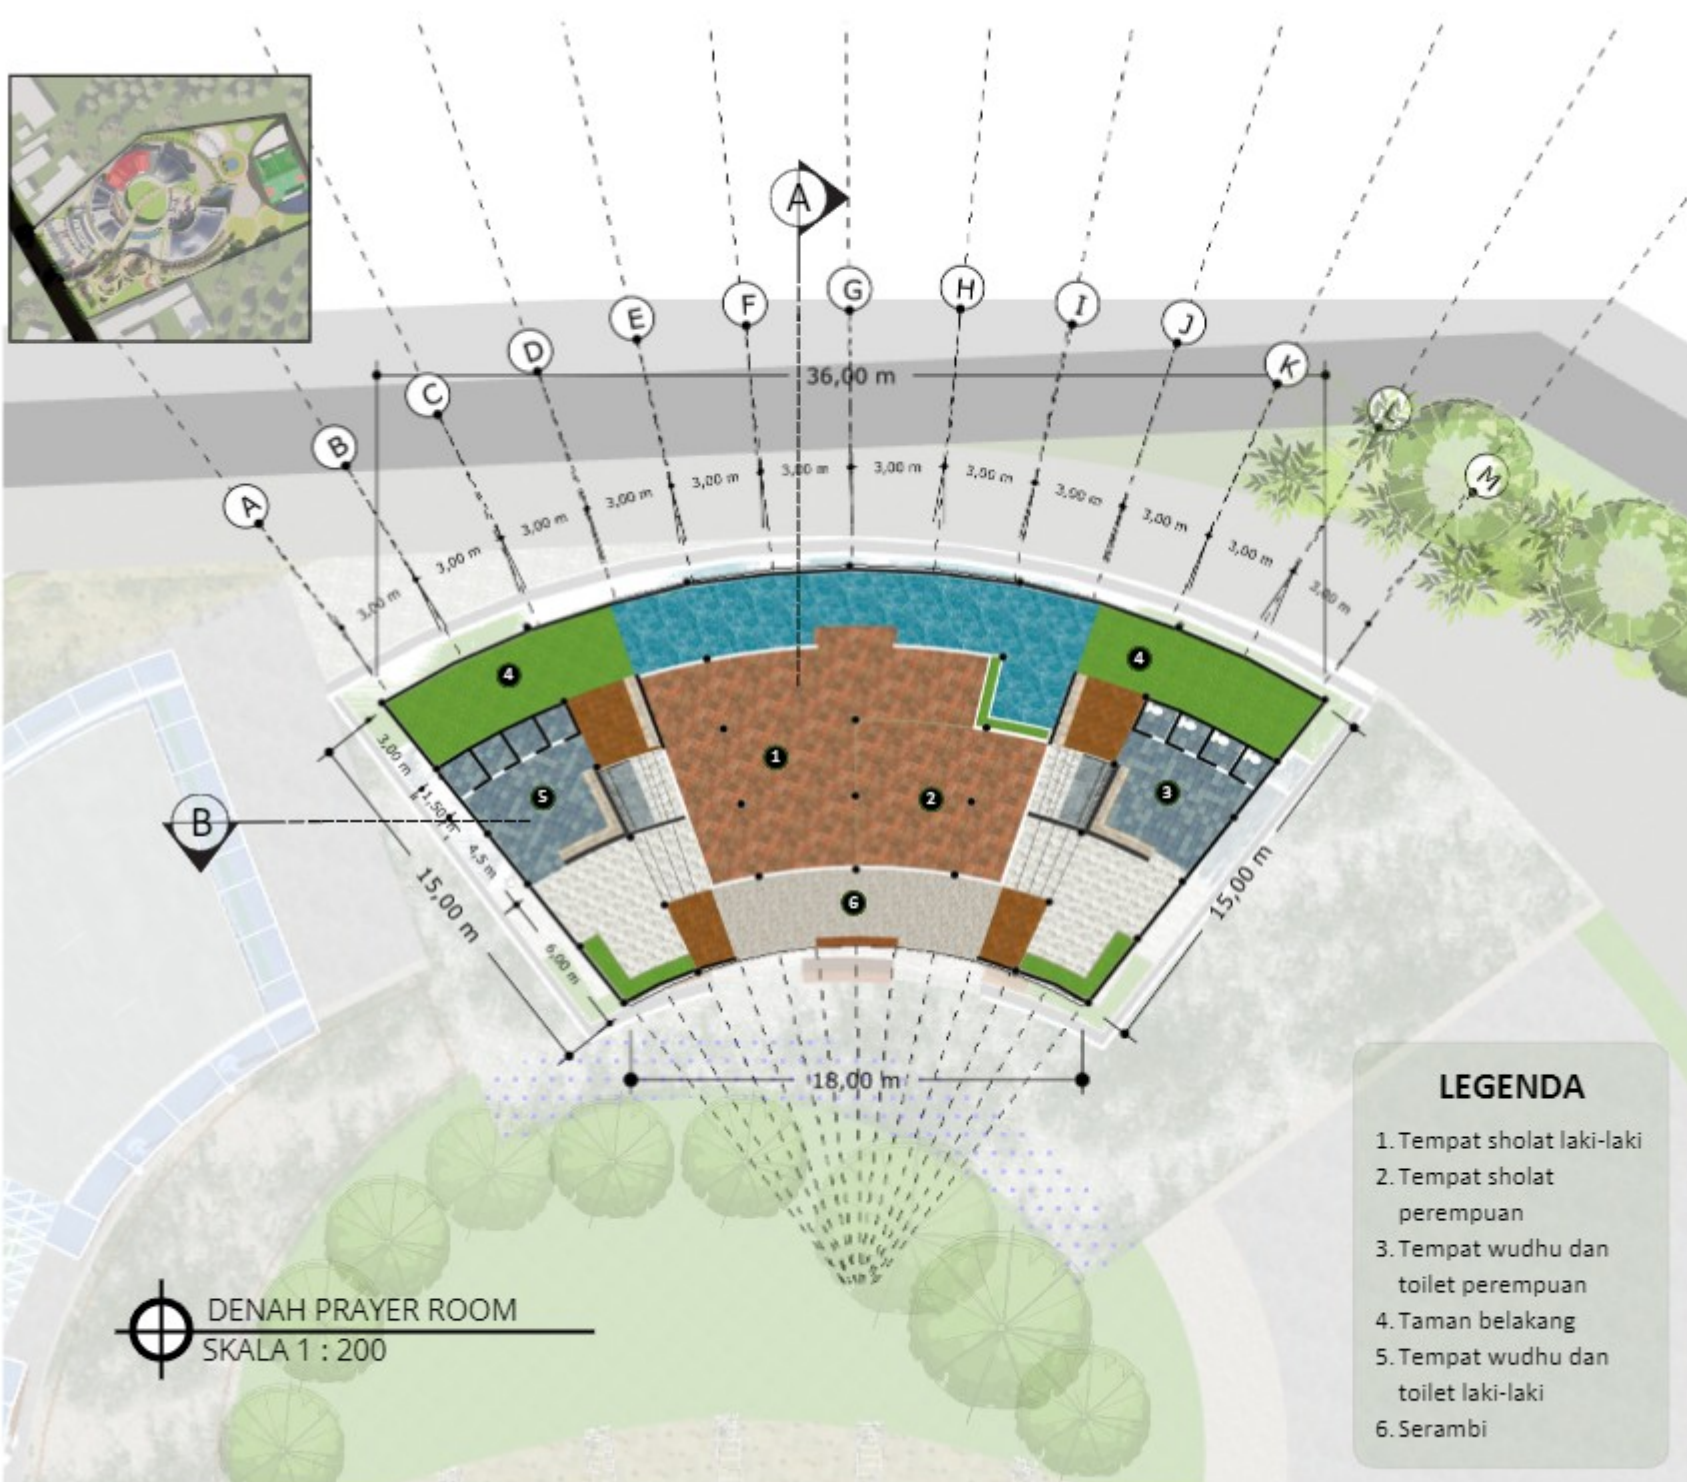 A
A
B
C
D
E
F
G
H
I
J
K
L
M
36,00 m
3,00 m
3,00 m
3,00 m
3,00 m
3,00 m
3,00 m
3,00 m
3,00 m
3,00 m
3,00 m
3,00 m
3,00 m
4
4
1
2
3
5
6
B
3,00 m
1,50 m
4,5 m
6,00 m
15,00 m
15,00 m
18,00 m
DENAH PRAYER ROOM
SKALA 1 : 200
LEGENDA
1. Tempat sholat laki-laki
2. Tempat sholat
perempuan
3. Tempat wudhu dan
toilet perempuan
4. Taman belakang
5. Tempat wudhu dan
toilet laki-laki
6. Serambi